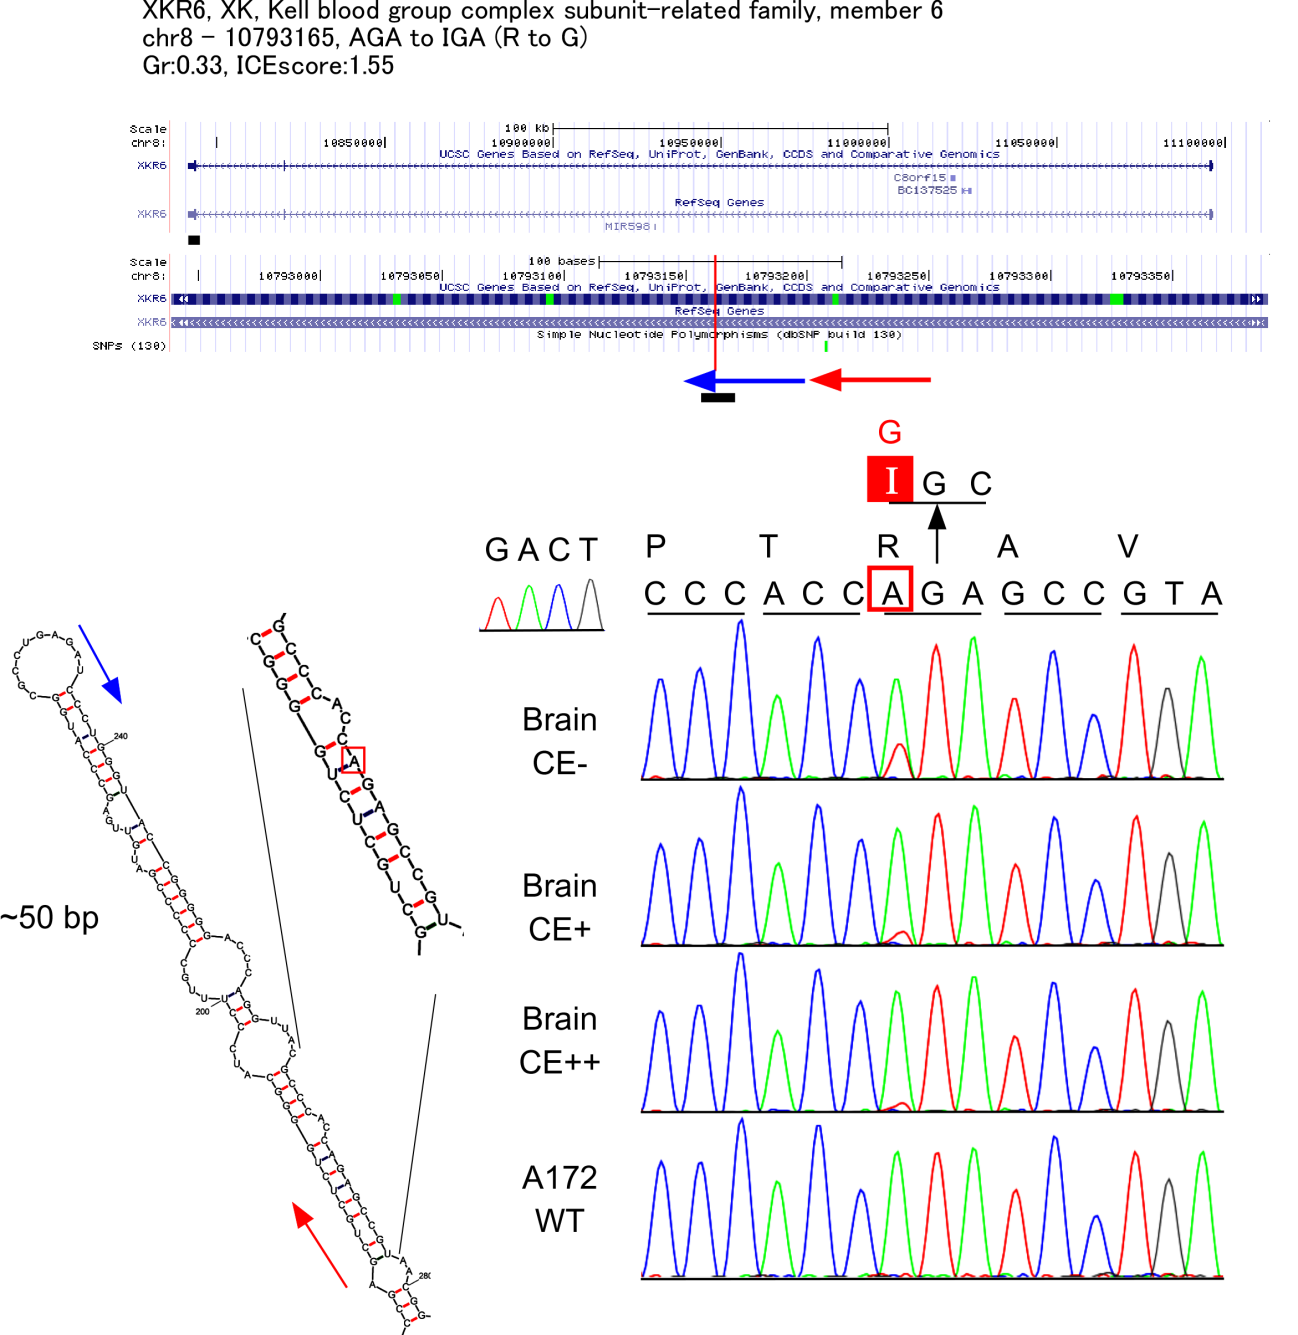 XKR6, XK, Kell blood group complex subunit-related family, member 6
chr8 - 10793165, AGA to IGA (R to G)
Gr:0.33, ICEscore:1.55
Scale 100 kb
chr8: 10850000 10900000 10950000 11000000 11050000 11100000
UCSC Genes Based on RefSeq, UniProt, GenBank, CCDS and Comparative Genomics
XKR6
C8orf15
BC137525
RefSeq Genes
XKR6
MIR598
Scale 100 bases
chr8: 10793000 10793050 10793100 10793150 10793200 10793250 10793300 10793350
UCSC Genes Based on RefSeq, UniProt, GenBank, CCDS and Comparative Genomics
XKR6
RefSeq Genes
XKR6
Simple Nucleotide Polymorphisms (dbSNP build 130)
SNPs (130)
G
I G C
G A C T
P T R A V
C C C A C C A G A G C C G T A
Brain
CE-
Brain
CE+
Brain
CE++
A172
WT
~50 bp
240
200